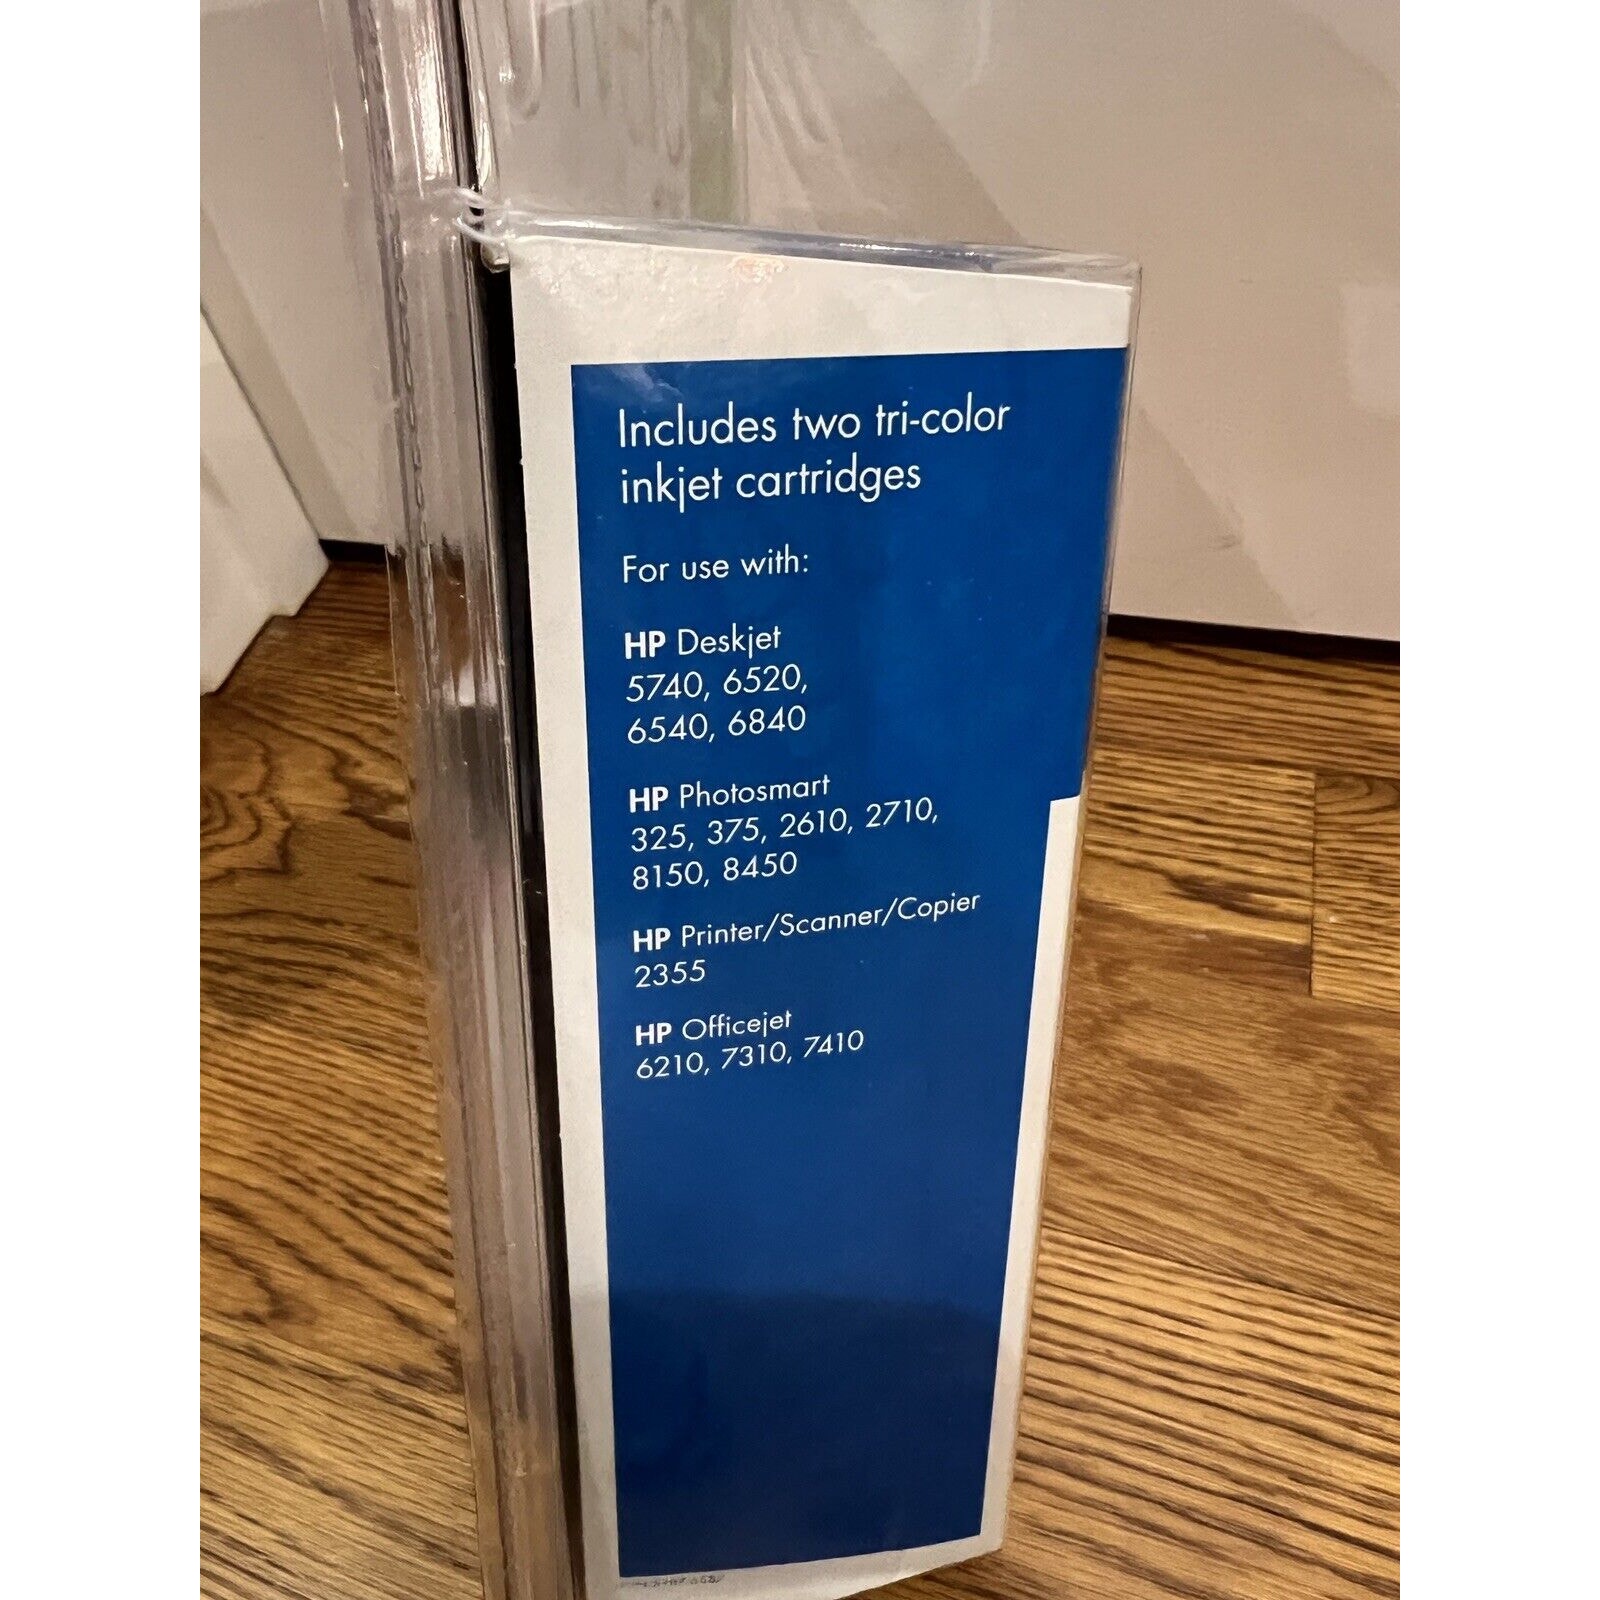 Includes two tri-color
inkjet cartridges
For use with:
HP Deskjet
5740, 6520,
6540, 6840
HP Photosmart
325, 375, 2610, 2710,
8150, 8450
HP Printer/Scanner/Copier
2355
HP Officejet
6210, 7310, 7410